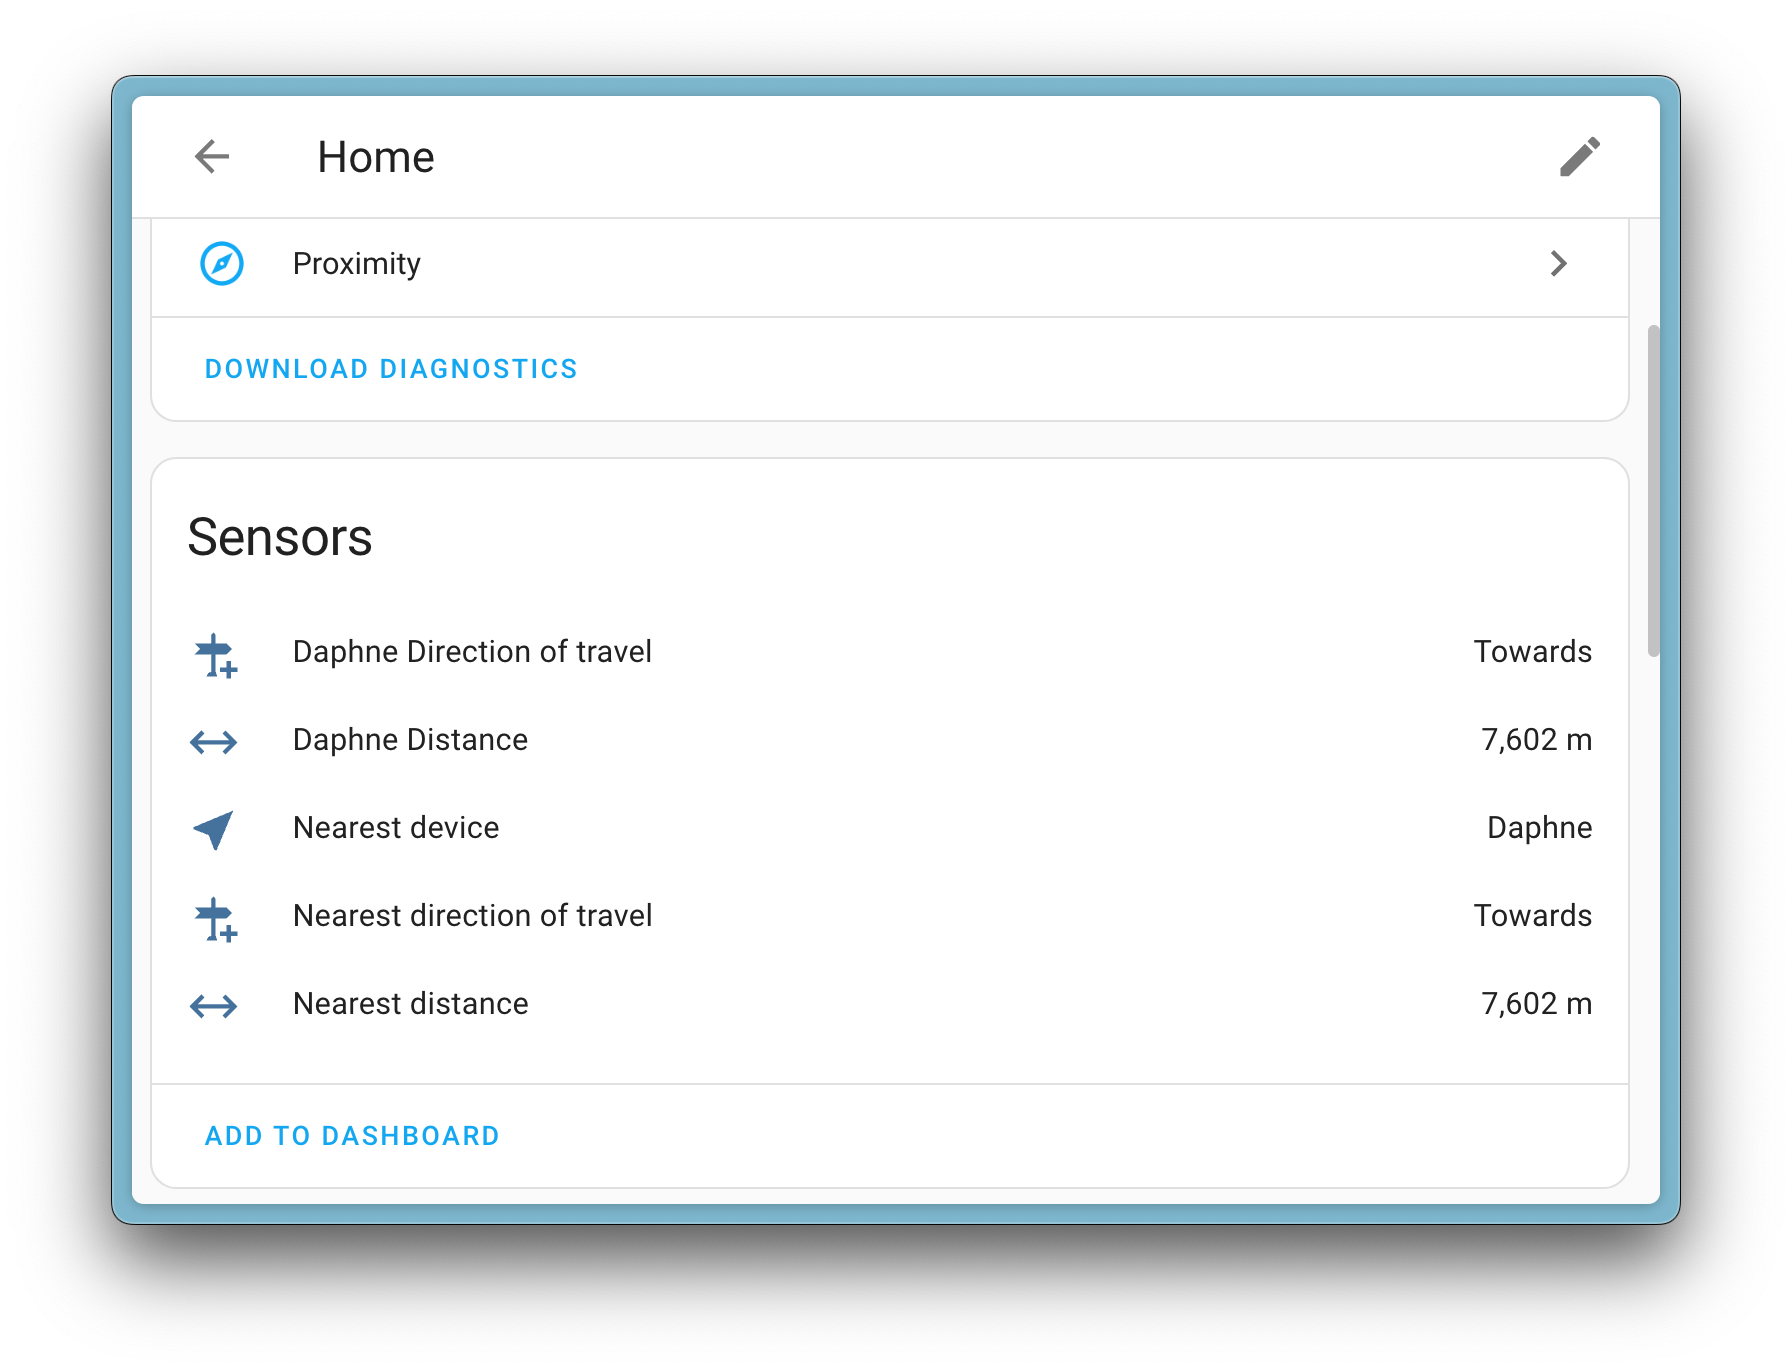 Home
Proximity
DOWNLOAD DIAGNOSTICS
Sensors
Daphne Direction of travel Towards
Daphne Distance 7,602 m
Nearest device Daphne
Nearest direction of travel Towards
Nearest distance 7,602 m
ADD TO DASHBOARD